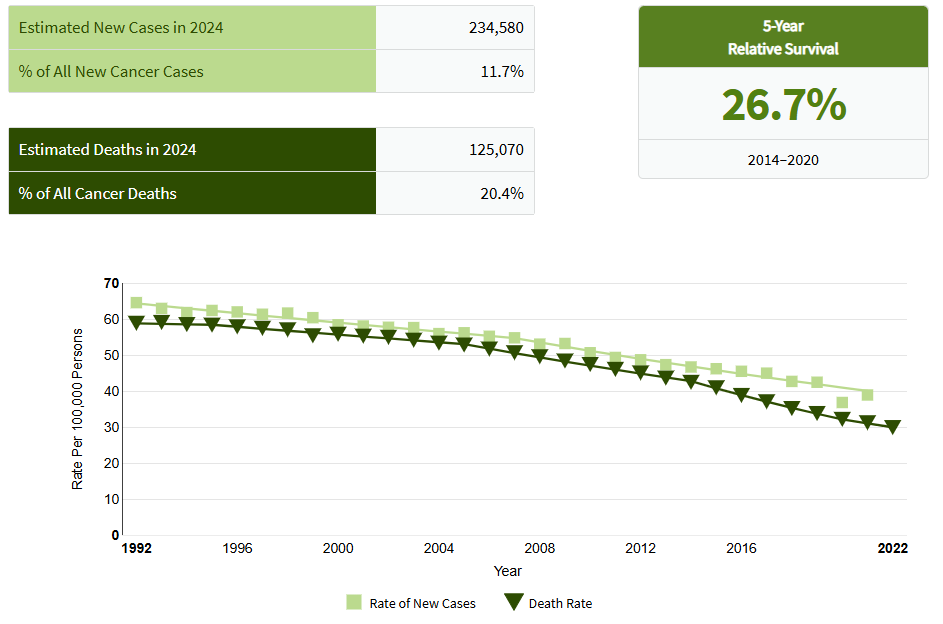 Estimated New Cases in 2024 234,580
% of All New Cancer Cases 11.7%
Estimated Deaths in 2024 125,070
% of All Cancer Deaths 20.4%
5-Year
Relative Survival
26.7%
2014–2020
70
60
50
40
30
20
10
0
Rate Per 100,000 Persons
1992 1996 2000 2004 2008 2012 2016 2022
Year
Rate of New Cases Death Rate